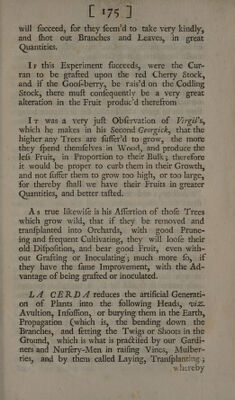 [ 175 ]
will ſucceed, for they ſeem'd to take very kindly,
and ſhot out Branches and Leaves, in great
Quantities.
If this Experiment ſucceeds, were the Cur-
ran to be grafted upon the red Cherry Stock,
and if the Gooſ-berry, be rais'd on the Codling
Stock, there muſt conſequently be a very great
alteration in the Fruit produc'd therefrom
It was a very juſt Obſervation of Virgil's,
which he makes in his Second Georgick, that the
higher any Trees are ſuffer'd to grow, the more
they ſpend themſelves in Wood, and produce the
leſs Fruit, in Proportion to their Bulk; therefore
it would be proper to curb them in their Growth,
and not ſuffer them to grow too high, or too large,
for thereby ſhall we have their Fruits in greater
Quantities, and better taſted.
As true likewiſe is his Aſſertion of thoſe Trees
which grow wild, that if they be removed and
tranſplanted into Orchards, with good Prune-
ing and frequent Cultivating, they will looſe their
old Diſpoſition, and bear good Fruit, even with-
out Grafting or Inoculating; much more ſo, if
they have the ſame Improvement, with the Ad-
vantage of being grafted or inoculated.
LA CERDA reduces the artificial Generati-
on of Plants into the following Heads, viz.
Avultion, Infoſſion, or burying them in the Earth,
Propagation (which is, the bending down the
Branches, and ſetting the Twigs or Shoots in the
Ground, which is what is practiſed by our Gardi-
ners and Nurſery-Men in raiſing Vines, Mulber-
ries, and by them called Laying, Tranſplanting;
whereby